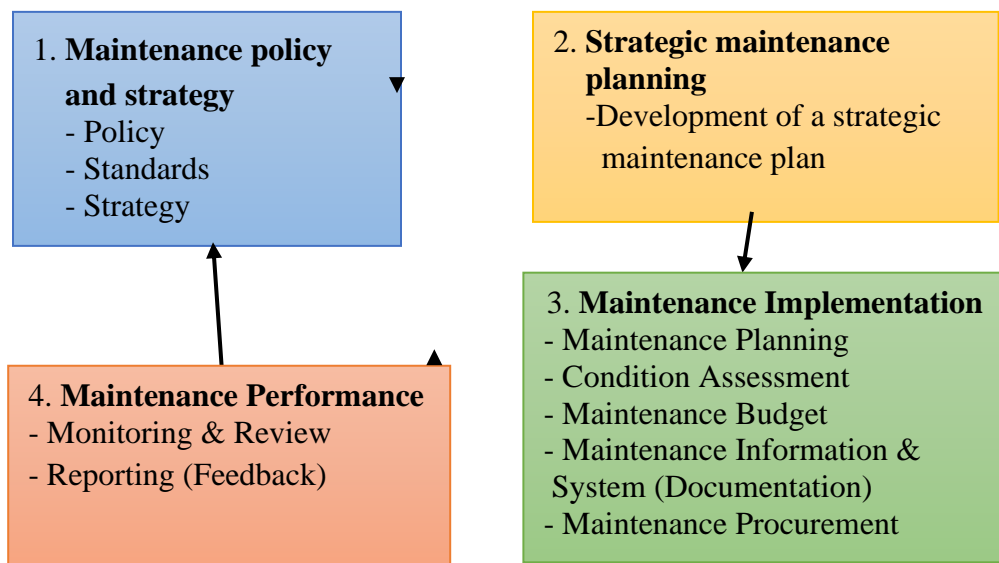 1. Maintenance policy
and strategy
- Policy
- Standards
- Strategy
2. Strategic maintenance
planning
-Development of a strategic
maintenance plan
3. Maintenance Implementation
- Maintenance Planning
- Condition Assessment
- Maintenance Budget
- Maintenance Information &
System (Documentation)
- Maintenance Procurement
4. Maintenance Performance
- Monitoring & Review
- Reporting (Feedback)